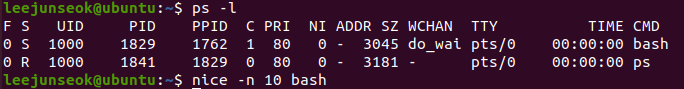 leejunseok@ubuntu:~$ ps -l
F S   UID     PID    PPID  C PRI  NI ADDR SZ WCHAN  TTY          TIME CMD
0 S  1000    1829    1762  1  80   0 -  3045 do_wai pts/0    00:00:00 bash
0 R  1000    1841    1829  0  80   0 -  3181 -      pts/0    00:00:00 ps
leejunseok@ubuntu:~$ nice -n 10 bash